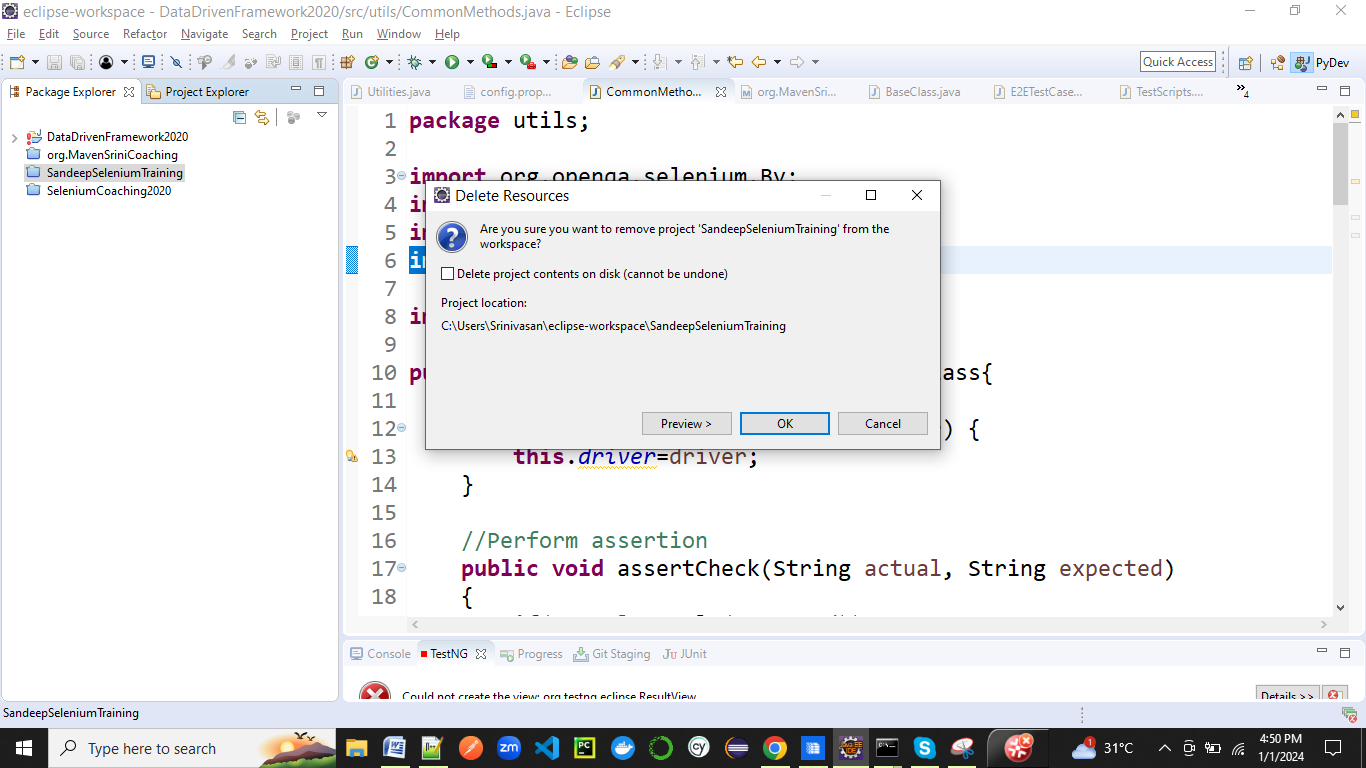 eclipse-workspace - DataDrivenFramework2020/src/utils/CommonMethods.java - Eclipse
File Edit Source Refactor Navigate Search Project Run Window Help
Quick Access
PyDev
Package Explorer Project Explorer
Utilities.java config.prop... CommonMetho... org.MavenSri... BaseClass.java E2ETestCase... TestScripts.... »4
DataDrivenFramework2020
org.MavenSriniCoaching
SandeepSeleniumTraining
SeleniumCoaching2020
1 package utils;
2
3 import org.openqa.selenium.By;
4
5
6
7
8
9
10 ass{
11
12 ) {
13 this.driver=driver;
14 }
15
16 //Perform assertion
17 public void assertCheck(String actual, String expected)
18 {
Delete Resources
Are you sure you want to remove project 'SandeepSeleniumTraining' from the
workspace?
Delete project contents on disk (cannot be undone)
Project location:
C:\Users\Srinivasan\eclipse-workspace\SandeepSeleniumTraining
Preview > OK Cancel
Console TestNG Progress Git Staging JUnit
Could not create the view: org.testng.eclipse.ResultView
Details >>
SandeepSeleniumTraining
Type here to search
31°C
4:50 PM
1/1/2024